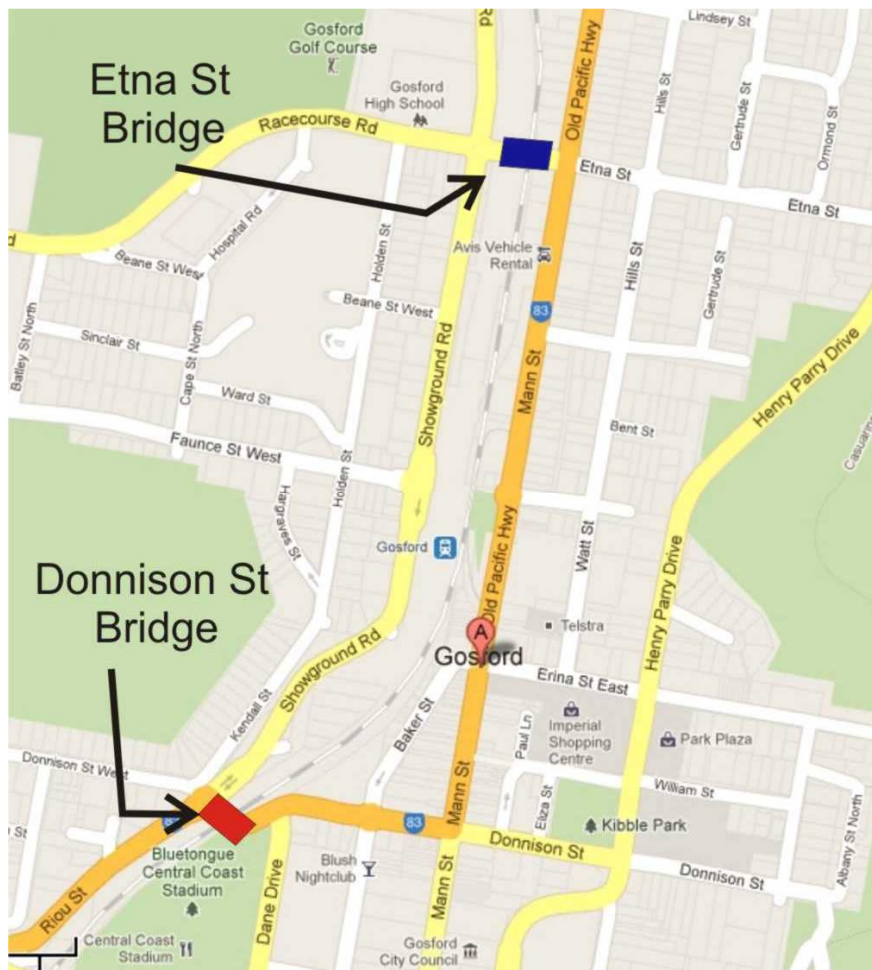 Gosford
Golf Course
Rd
Old Pacific Hwy
Lindsey St
Etna St
Bridge
Gosford
High School
Racecourse Rd
Hills St
Gertrude St
Ormond St
Etna St
Etna St
Hospital Rd
Holden St
Avis Vehicle
Rental
Hills St
Gertrude St
d
Beane St West
Beane St West
83
Batley St North
Sinclair St
Cape St North
Showground Rd
Mann St
Henry Parry Drive
Ward St
Bent St
Casuarina
Faunce St West
Hargraves St
Holden St
Gosford
Old Pacific Hwy
Watt St
Henry Parry Drive
Donnison St
Bridge
A
Telstra
Gosford
Showground Rd
Erina St East
Kendall St
Baker St
Paul Ln
Imperial
Shopping
Centre
Park Plaza
Donnison St West
Mann St
William St
Eliza St
83
83
Kibble Park
Albany St North
Bluetongue
Central Coast
Stadium
Donnison St
Donnison St
Riou St
Dane Drive
Blush
Nightclub
Mann St
Central Coast
Stadium
Gosford
City Council